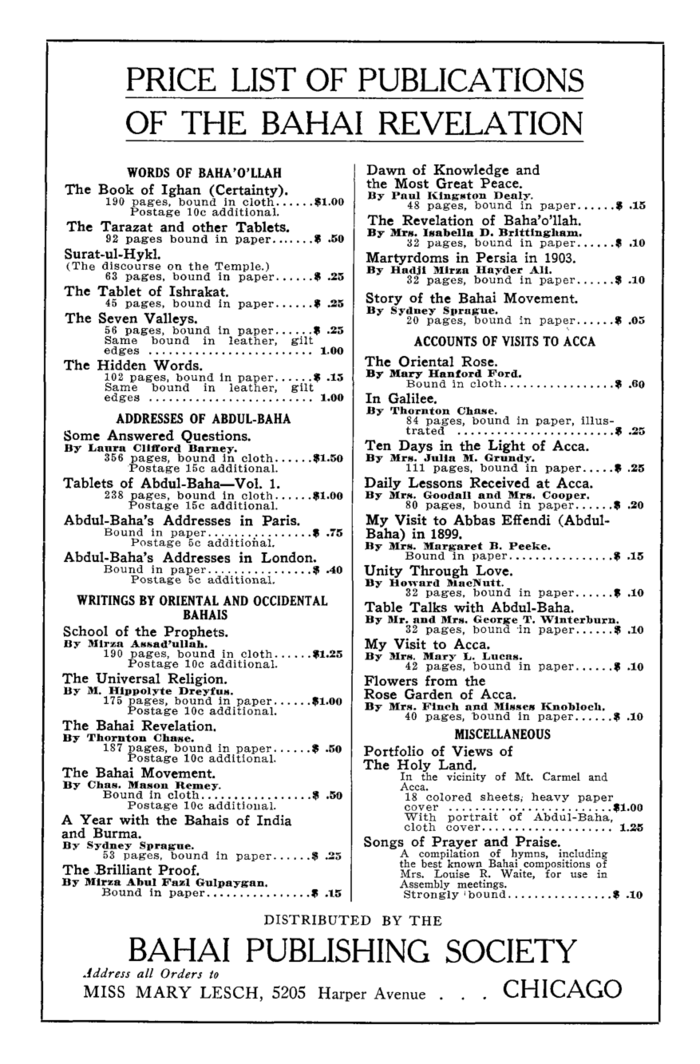 PRICE LIST OF PUBLICATIONS
OF THE BAHAI REVELATION
WORDS OF BAHA'O'LLAH
The Book of Ighan (Certainty).
190 pages, bound in cloth......$1.00
Postage 10c additional.
The Tarazat and other Tablets.
92 pages bound in paper.......$ .50
Surat-ul-Hykl.
(The discourse on the Temple.)
63 pages, bound in paper......$ .25
The Tablet of Ishrakat.
45 pages, bound in paper......$ .25
The Seven Valleys.
56 pages, bound in paper......$ .25
Same bound in leather, gilt
edges ......................... 1.00
The Hidden Words.
102 pages, bound in paper......$ .15
Same bound in leather, gilt
edges ......................... 1.00
ADDRESSES OF ABDUL-BAHA
Some Answered Questions.
By Laura Clifford Barney.
356 pages, bound in cloth......$1.50
Postage 15c additional.
Tablets of Abdul-Baha—Vol. 1.
238 pages, bound in cloth......$1.00
Postage 15c additional.
Abdul-Baha's Addresses in Paris.
Bound in paper................$ .75
Postage 5c additional.
Abdul-Baha's Addresses in London.
Bound in paper................$ .40
Postage 5c additional.
WRITINGS BY ORIENTAL AND OCCIDENTAL
BAHAIS
School of the Prophets.
By Mirza Assad'ullah.
190 pages, bound in cloth......$1.25
Postage 10c additional.
The Universal Religion.
By M. Hippolyte Dreyfus.
175 pages, bound in paper......$1.00
Postage 10c additional.
The Bahai Revelation.
By Thornton Chase.
187 pages, bound in paper......$ .50
Postage 10c additional.
The Bahai Movement.
By Chas. Mason Remey.
Bound in cloth.................$ .50
Postage 10c additional.
A Year with the Bahais of India
and Burma.
By Sydney Sprague.
53 pages, bound in paper......$ .25
The Brilliant Proof.
By Mirza Abul Fazl Gulpaygan.
Bound in paper................$ .15
Dawn of Knowledge and
the Most Great Peace.
By Paul Kingston Dealy.
48 pages, bound in paper......$ .15
The Revelation of Baha'o'llah.
By Mrs. Isabella D. Brittingham.
32 pages, bound in paper......$ .10
Martyrdoms in Persia in 1903.
By Hadji Mirza Hayder Ali.
32 pages, bound in paper......$ .10
Story of the Bahai Movement.
By Sydney Sprague.
20 pages, bound in paper......$ .05
ACCOUNTS OF VISITS TO ACCA
The Oriental Rose.
By Mary Hanford Ford.
Bound in cloth.................$ .60
In Galilee.
By Thornton Chase.
84 pages, bound in paper, illus-
trated ........................$ .25
Ten Days in the Light of Acca.
By Mrs. Julia M. Grundy.
111 pages, bound in paper.....$ .25
Daily Lessons Received at Acca.
By Mrs. Goodall and Mrs. Cooper.
80 pages, bound in paper......$ .20
My Visit to Abbas Effendi (Abdul-
Baha) in 1899.
By Mrs. Margaret B. Peeke.
Bound in paper................$ .15
Unity Through Love.
By Howard MacNutt.
32 pages, bound in paper......$ .10
Table Talks with Abdul-Baha.
By Mr. and Mrs. George T. Winterburn.
32 pages, bound in paper......$ .10
My Visit to Acca.
By Mrs. Mary L. Lucas.
42 pages, bound in paper......$ .10
Flowers from the
Rose Garden of Acca.
By Mrs. Finch and Misses Knobloch.
40 pages, bound in paper......$ .10
MISCELLANEOUS
Portfolio of Views of
The Holy Land.
In the vicinity of Mt. Carmel and
Acca.
18 colored sheets, heavy paper
cover .....................$1.00
With portrait of Abdul-Baha,
cloth cover.................... 1.25
Songs of Prayer and Praise.
A compilation of hymns, including
the best known Bahai compositions of
Mrs. Louise R. Waite, for use in
Assembly meetings.
Strongly bound................$ .10
DISTRIBUTED BY THE
BAHAI PUBLISHING SOCIETY
Address all Orders to
MISS MARY LESCH, 5205 Harper Avenue . . . CHICAGO